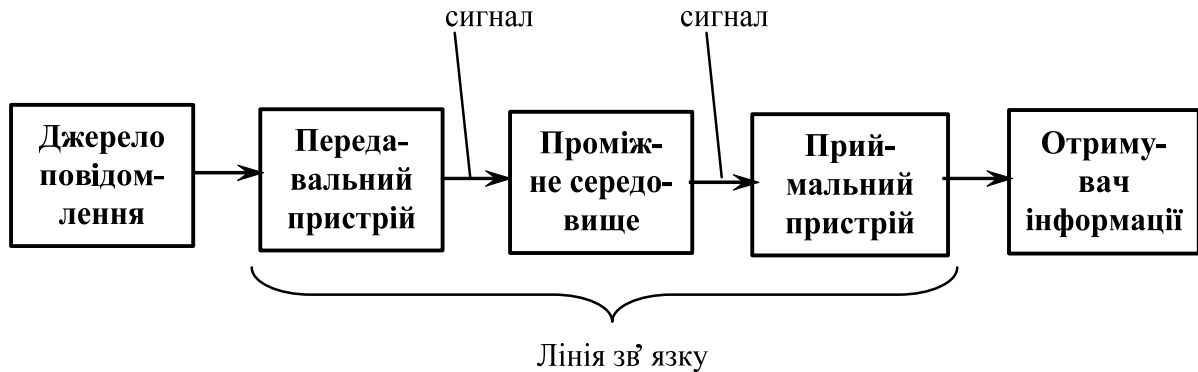 сигнал
сигнал
Джерело
повідом-
лення
Переда-
вальний
пристрій
Проміж-
не середо-
вище
Прий-
мальний
пристрій
Отриму-
вач
інформації
Лінія зв’ язку